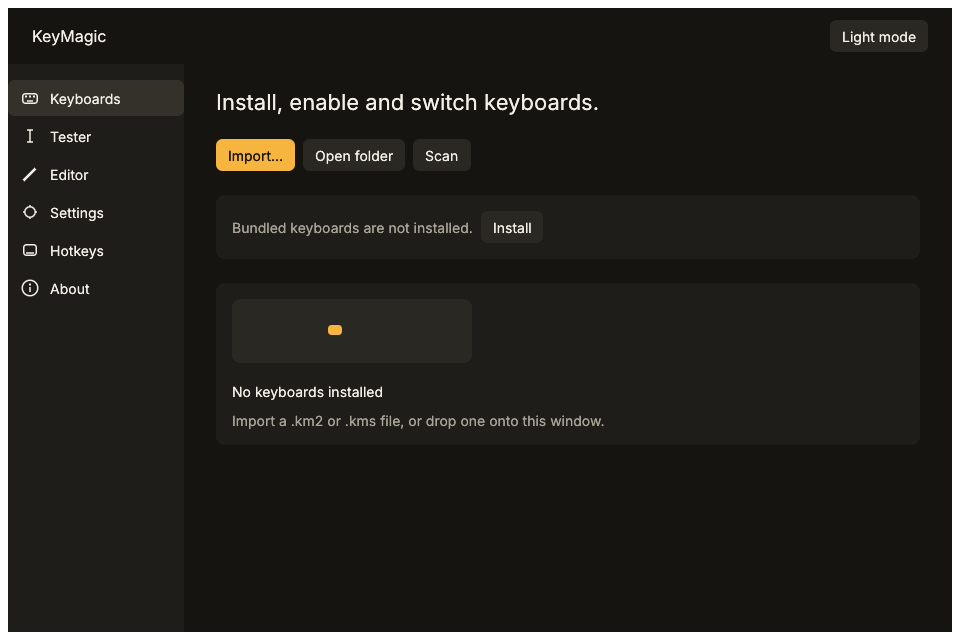 KeyMagic
Light mode
Keyboards
Tester
Editor
Settings
Hotkeys
About
Install, enable and switch keyboards.
Import...
Open folder
Scan
Bundled keyboards are not installed.
Install
No keyboards installed
Import a .km2 or .kms file, or drop one onto this window.